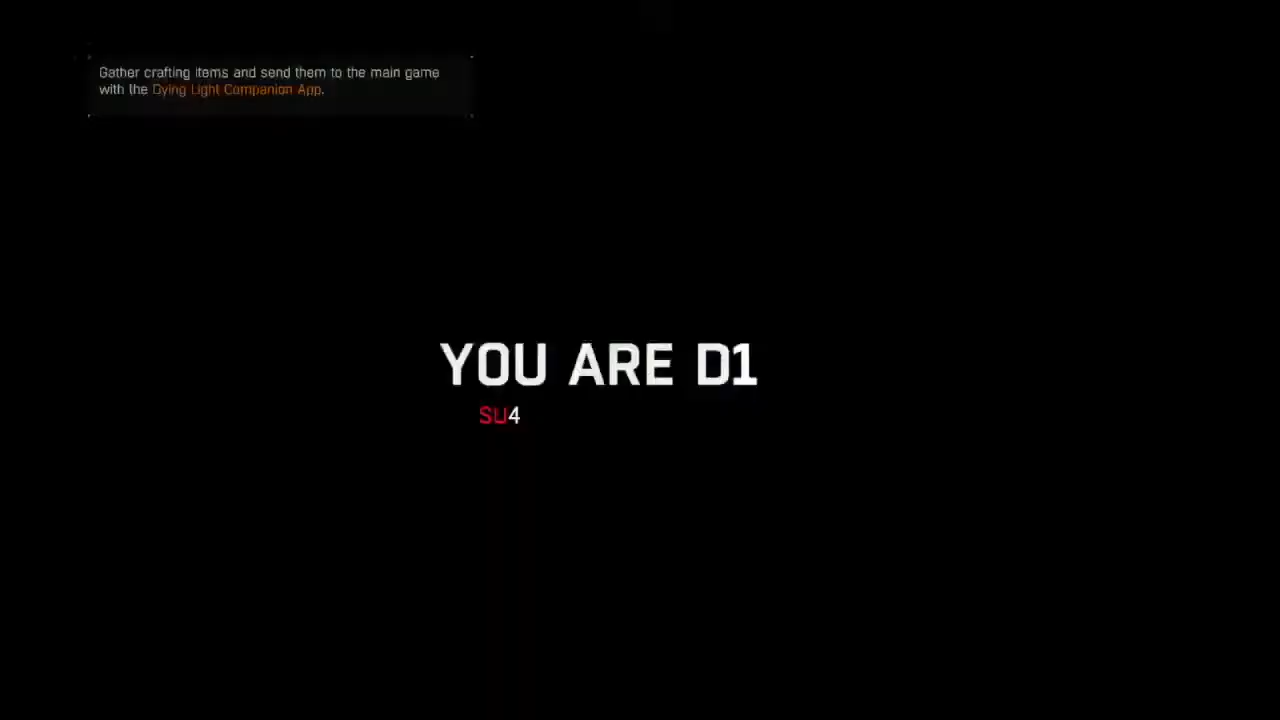 Gather crafting items and send them to the main game
with the Dying Light Companion App.
YOU ARE D1
SU4